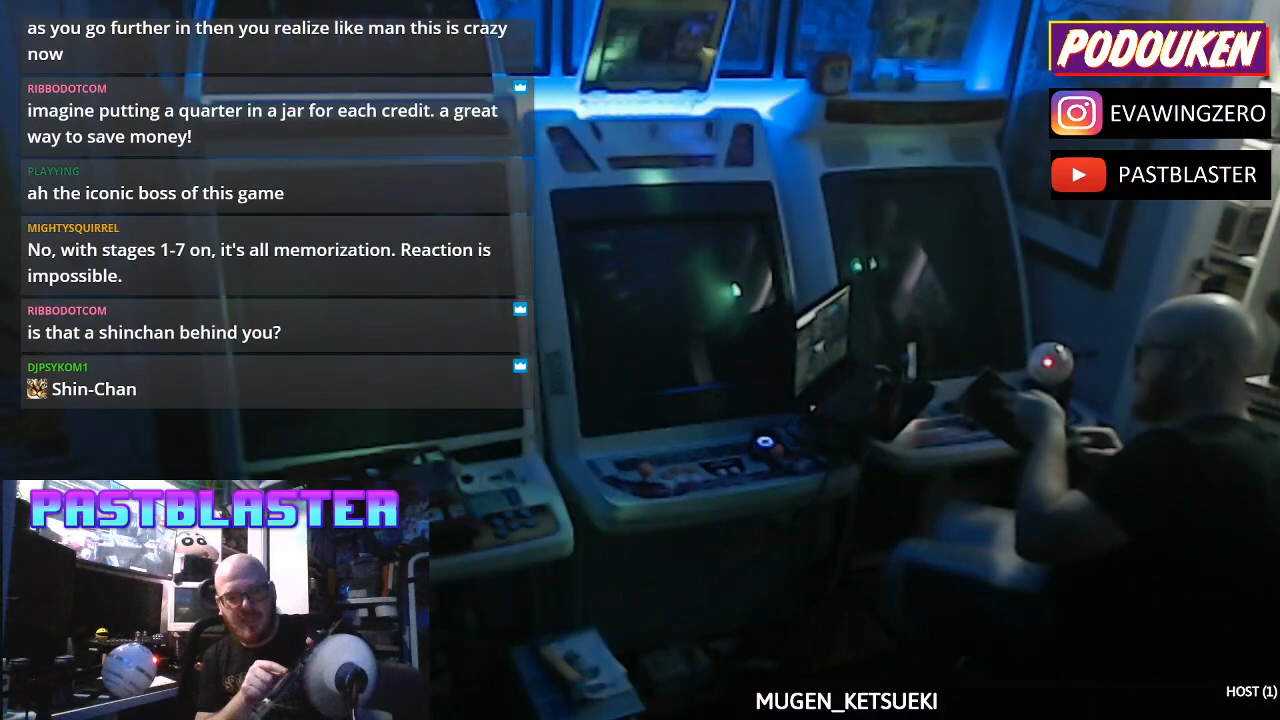 as you go further in then you realize like man this is crazy
now
RIBBODOTCOM
imagine putting a quarter in a jar for each credit. a great
way to save money!
PLAYYING
ah the iconic boss of this game
MIGHTYSQUIRREL
No, with stages 1-7 on, it's all memorization. Reaction is
impossible.
RIBBODOTCOM
is that a shinchan behind you?
DJPSYKOM1
Shin-Chan
PODOUKEN
EVAWINGZERO
PASTBLASTER
PASTBLASTER
MUGEN_KETSUEKI
HOST (1)